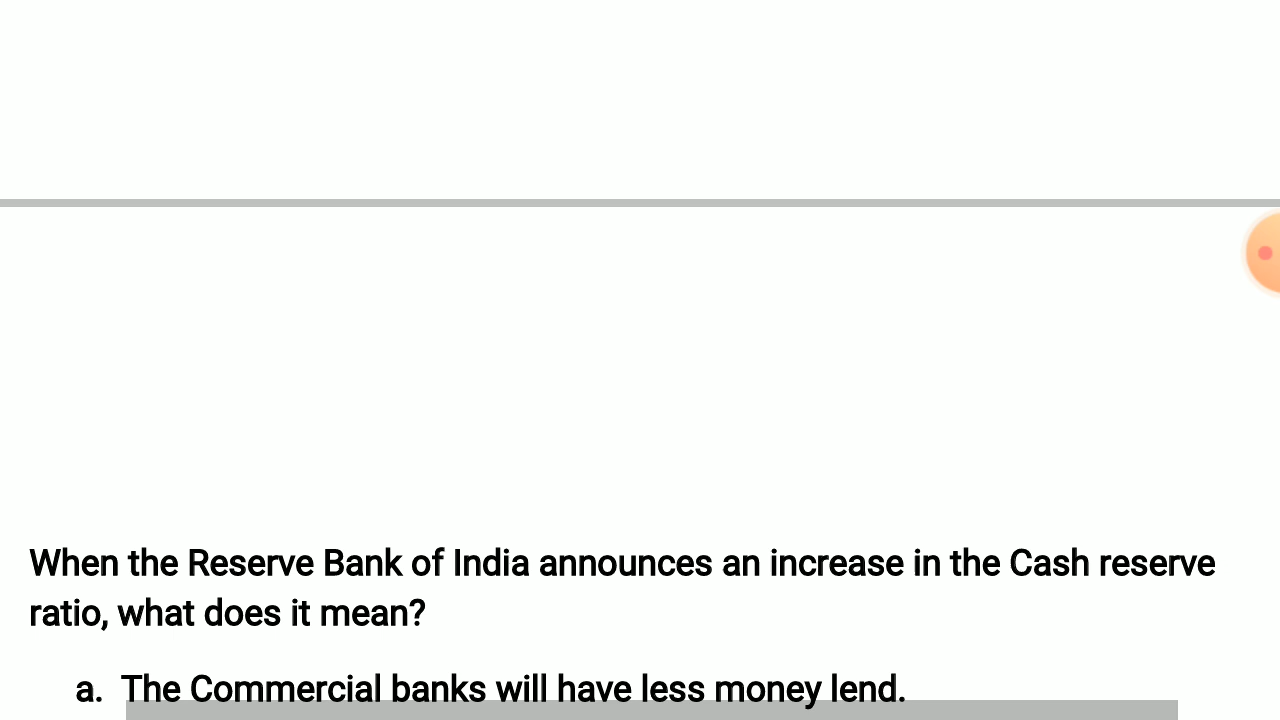 When the Reserve Bank of India announces an increase in the Cash reserve
ratio, what does it mean?
a. The Commercial banks will have less money lend.